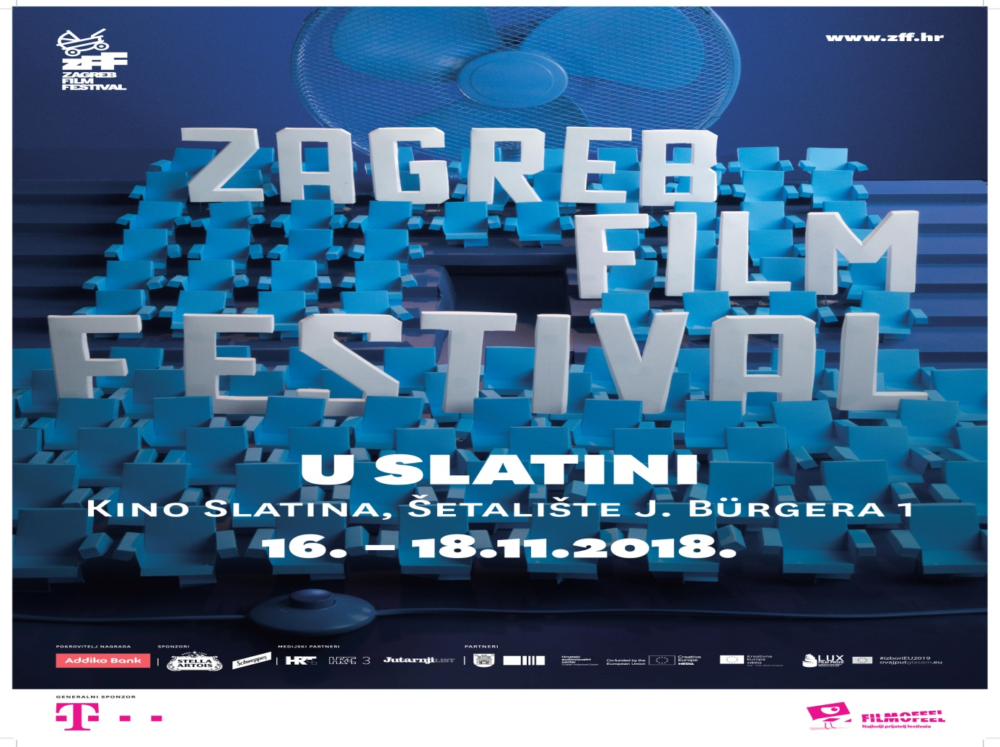 www.zff.hr
zff
ZAGREB
FILM
FESTIVAL
ZAGREB
FILM
FESTIVAL
U SLATINI
KINO SLATINA, ŠETALIŠTE J. BÜRGERA 1
16. – 18.11.2018.
POKROVITELJ NAGRADA
SPONZORI
MEDIJSKI PARTNERI
PARTNERI
Addiko Bank
STELLA
ARTOIS
Schweppes
HRT
HRT 3
Jutarnji LIST
Hrvatski
audiovizualni
centar
Co-funded by the
European Union
Creative
Europe
MEDIA
Kreativna
Europa
MEDIA
LUX
FILM PRIZE
#izboriEU2019
ovajputglasam.eu
GENERALNI SPONZOR
T
FILMOFEEL
Najbolji prijatelj festivala